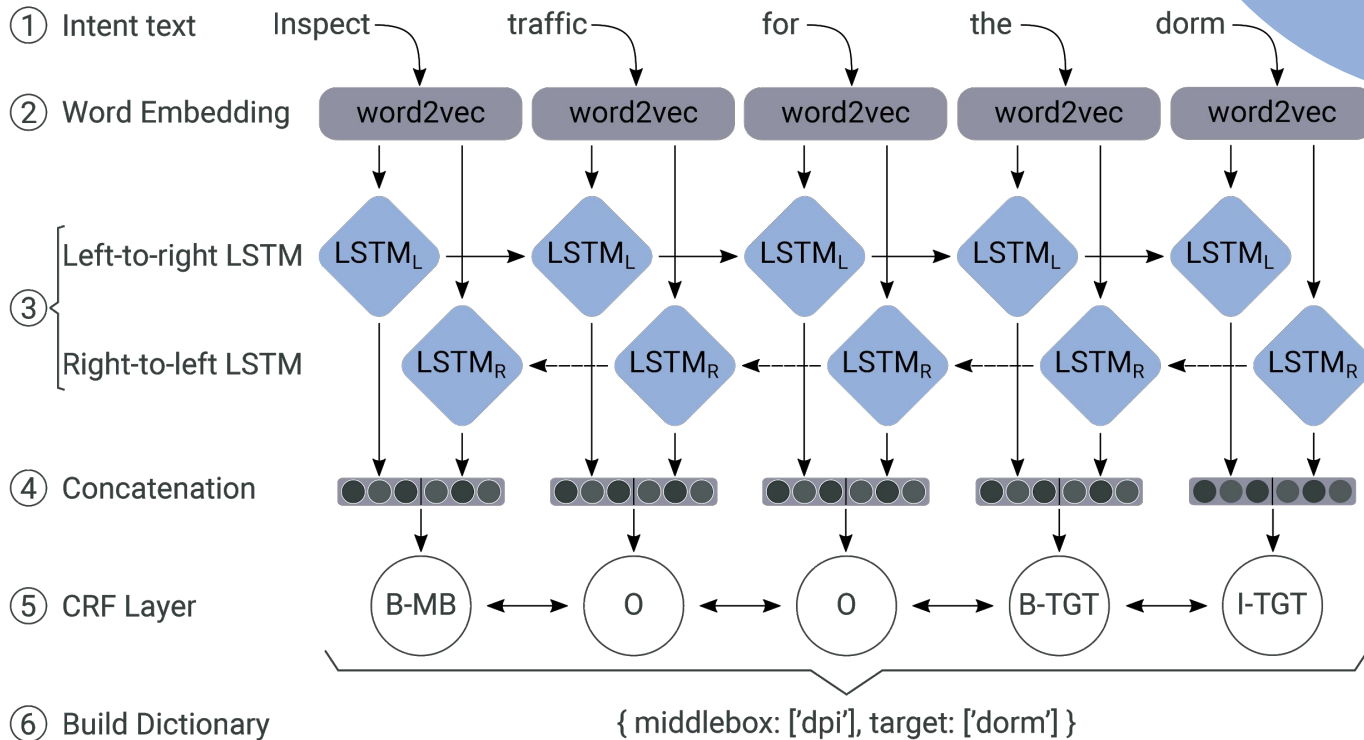 ① Intent text Inspect traffic for the dorm
② Word Embedding word2vec word2vec word2vec word2vec word2vec
Left-to-right LSTM LSTM_L LSTM_L LSTM_L LSTM_L LSTM_L
③
Right-to-left LSTM LSTM_R LSTM_R LSTM_R LSTM_R LSTM_R
④ Concatenation
⑤ CRF Layer B-MB O O B-TGT I-TGT
⑥ Build Dictionary { middlebox: ['dpi'], target: ['dorm'] }